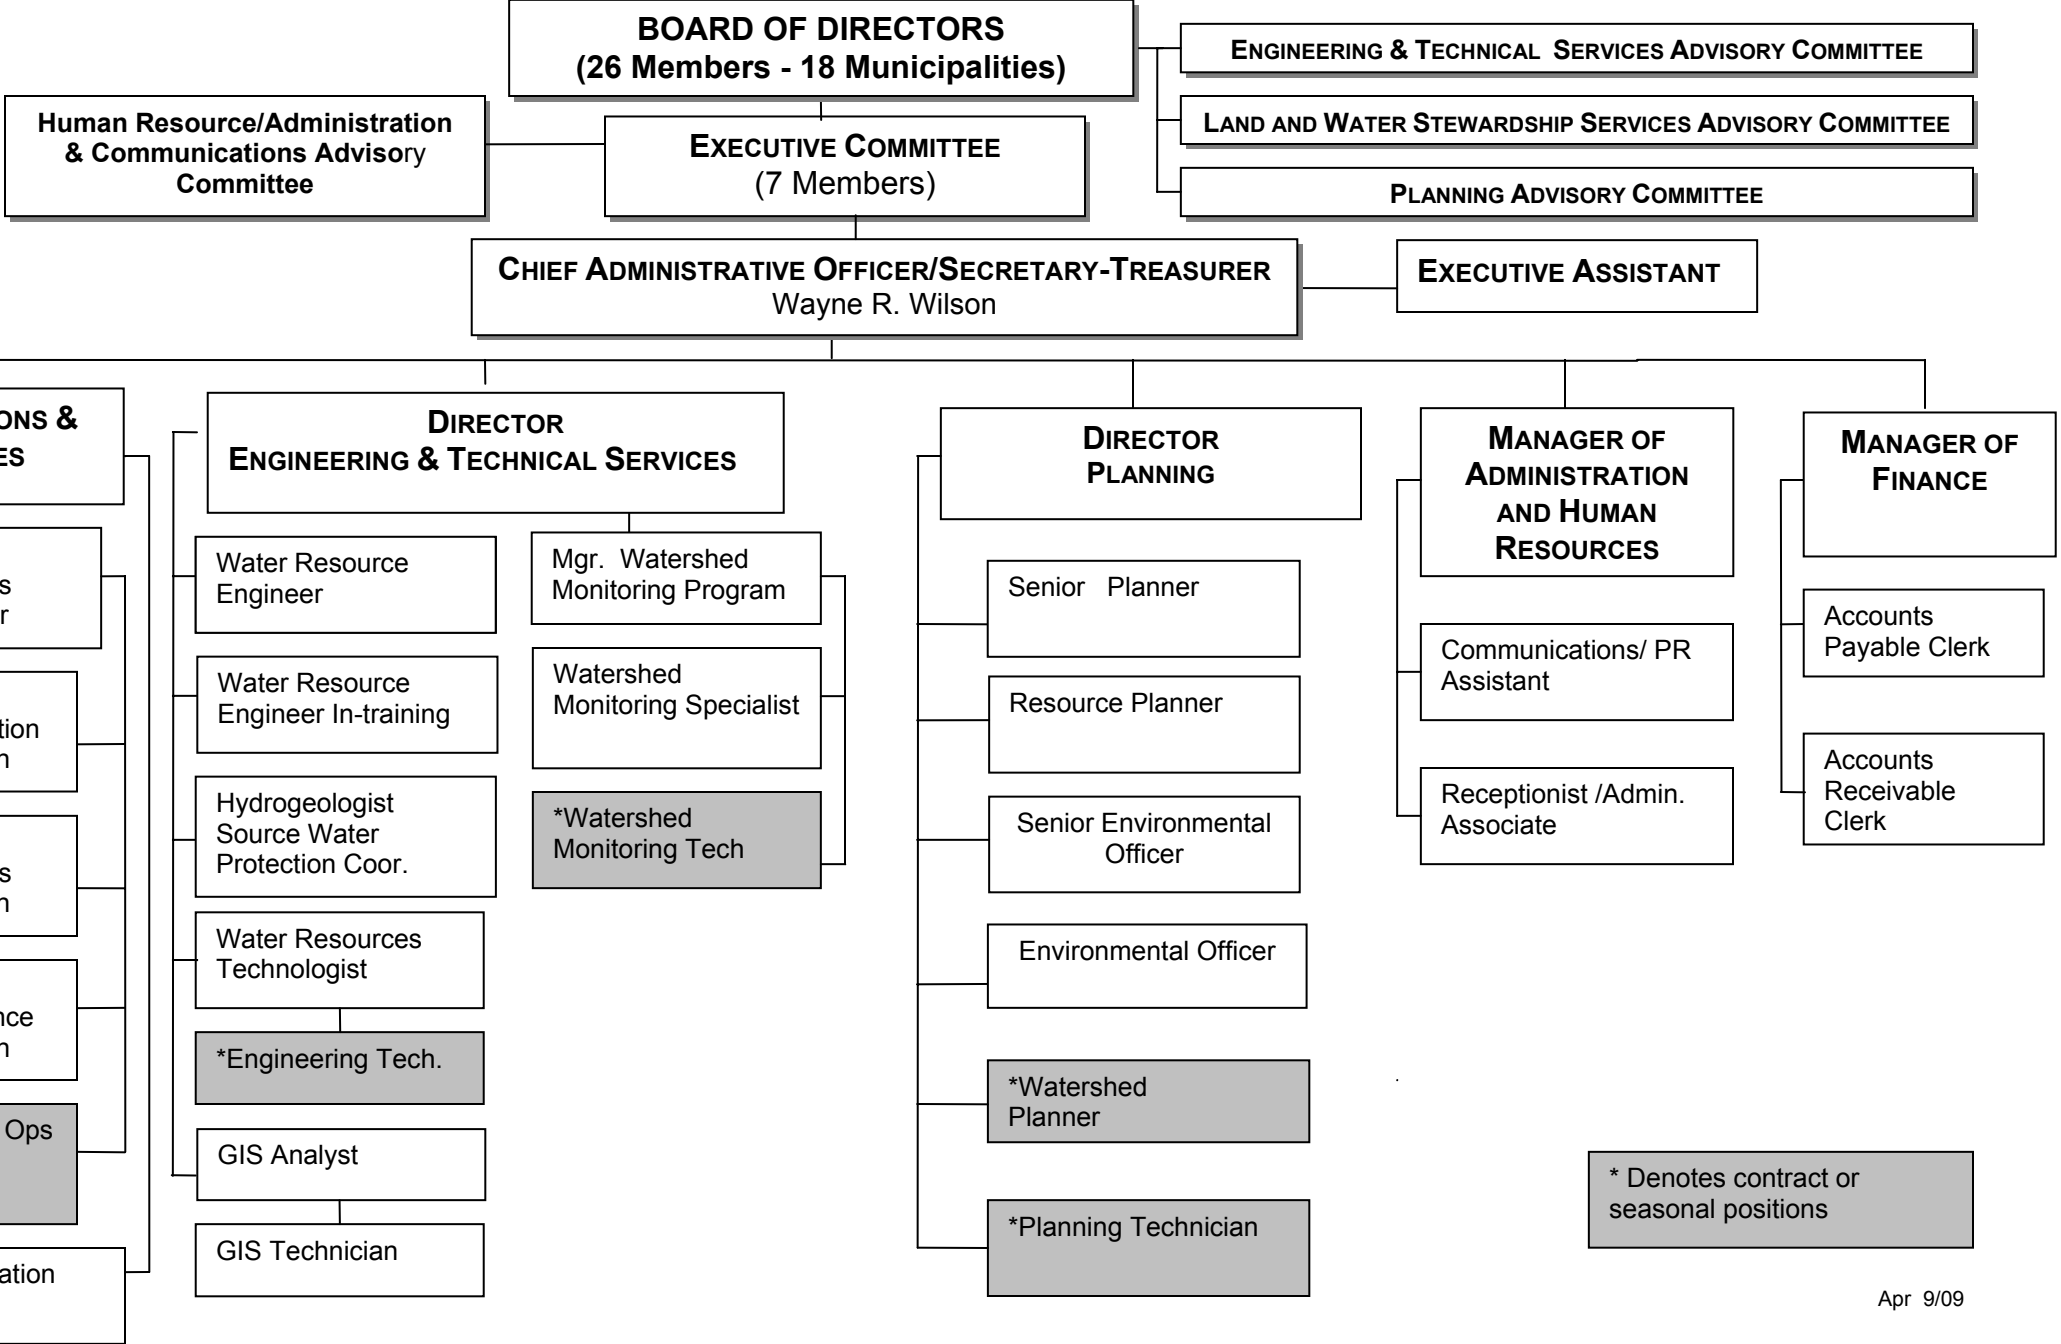 BOARD OF DIRECTORS
(26 Members - 18 Municipalities)
ENGINEERING & TECHNICAL SERVICES ADVISORY COMMITTEE
LAND AND WATER STEWARDSHIP SERVICES ADVISORY COMMITTEE
PLANNING ADVISORY COMMITTEE
Human Resource/Administration
& Communications Advisory
Committee
EXECUTIVE COMMITTEE
(7 Members)
CHIEF ADMINISTRATIVE OFFICER/SECRETARY-TREASURER
Wayne R. Wilson
EXECUTIVE ASSISTANT
&
Ops
DIRECTOR
ENGINEERING & TECHNICAL SERVICES
Water Resource
Engineer
Water Resource
Engineer In-training
Hydrogeologist
Source Water
Protection Coor.
Water Resources
Technologist
*Engineering Tech.
GIS Analyst
GIS Technician
Mgr. Watershed
Monitoring Program
Watershed
Monitoring Specialist
*Watershed
Monitoring Tech
DIRECTOR
PLANNING
Senior Planner
Resource Planner
Senior Environmental
Officer
Environmental Officer
*Watershed
Planner
*Planning Technician
MANAGER OF
ADMINISTRATION
AND HUMAN
RESOURCES
Communications/ PR
Assistant
Receptionist /Admin.
Associate
MANAGER OF
FINANCE
Accounts
Payable Clerk
Accounts
Receivable
Clerk
* Denotes contract or
seasonal positions
Apr 9/09